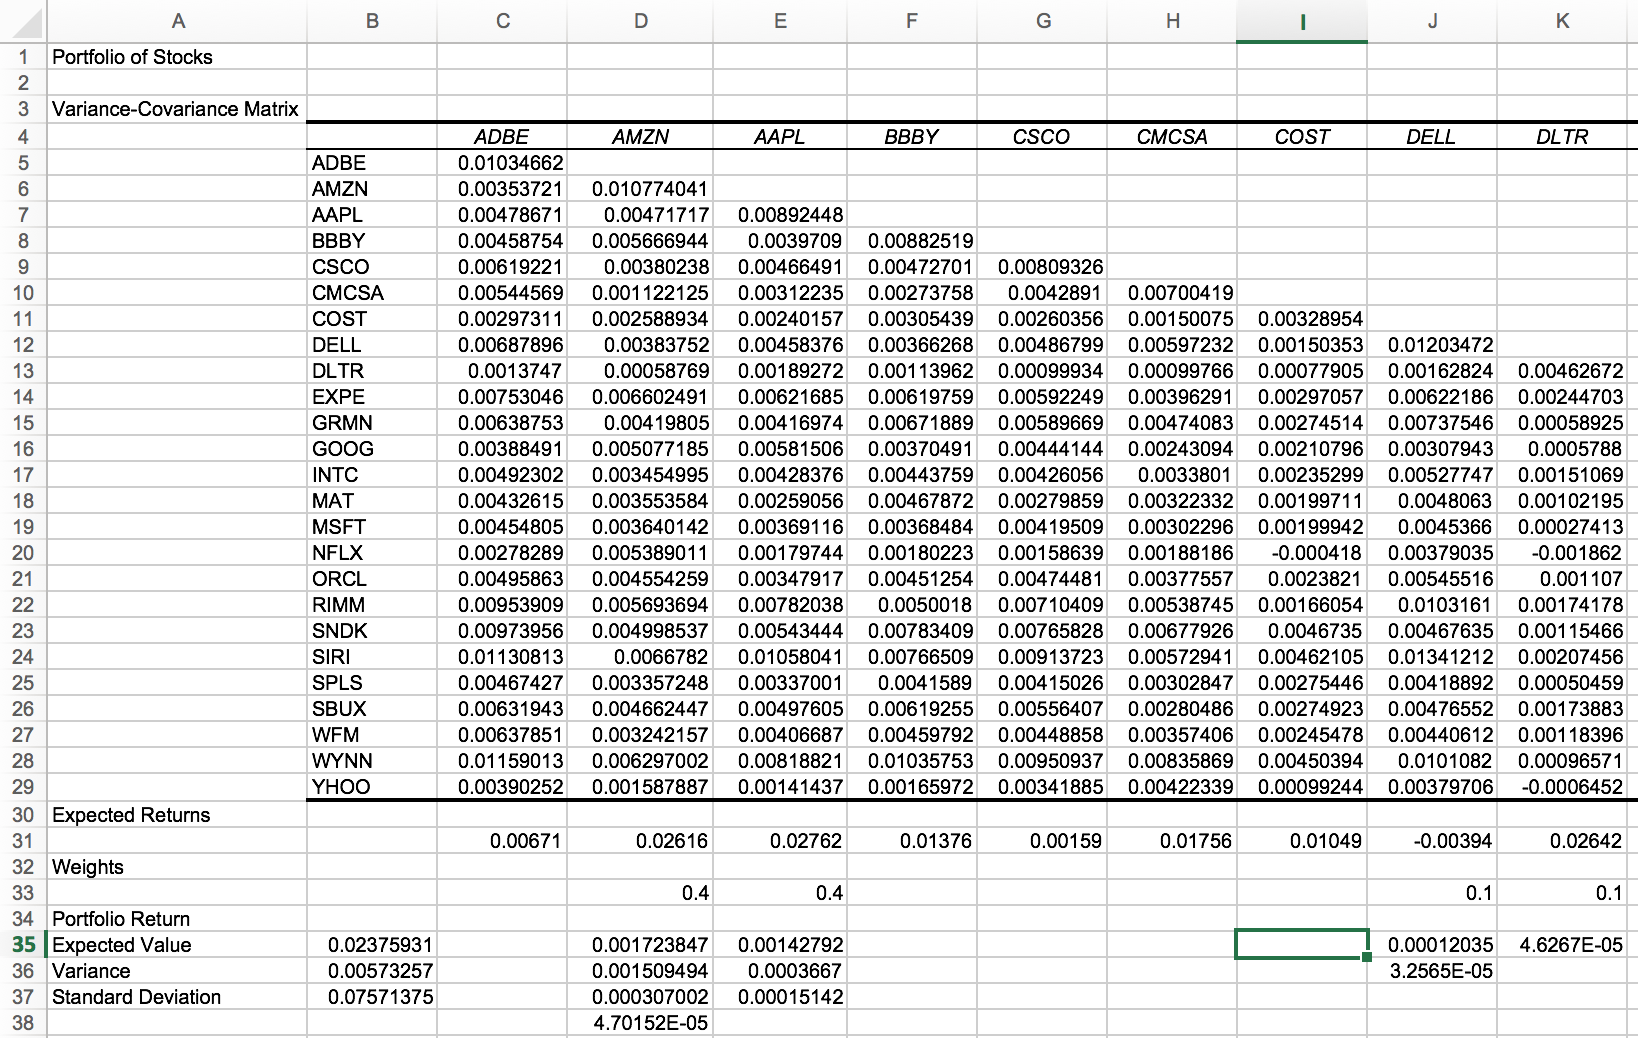 A B C D E F G H I J K
1 Portfolio of Stocks
2
3 Variance-Covariance Matrix
4 ADBE AMZN AAPL BBBY CSCO CMCSA COST DELL DLTR
5 ADBE 0.01034662
6 AMZN 0.00353721 0.010774041
7 AAPL 0.00478671 0.00471717 0.00892448
8 BBBY 0.00458754 0.005666944 0.0039709 0.00882519
9 CSCO 0.00619221 0.00380238 0.00466491 0.00472701 0.00809326
10 CMCSA 0.00544569 0.001122125 0.00312235 0.00273758 0.0042891 0.00700419
11 COST 0.00297311 0.002588934 0.00240157 0.00305439 0.00260356 0.00150075 0.00328954
12 DELL 0.00687896 0.00383752 0.00458376 0.00366268 0.00486799 0.00597232 0.00150353 0.01203472
13 DLTR 0.0013747 0.00058769 0.00189272 0.00113962 0.00099934 0.00099766 0.00077905 0.00162824 0.00462672
14 EXPE 0.00753046 0.006602491 0.00621685 0.00619759 0.00592249 0.00396291 0.00297057 0.00622186 0.00244703
15 GRMN 0.00638753 0.00419805 0.00416974 0.00671889 0.00589669 0.00474083 0.00274514 0.00737546 0.00058925
16 GOOG 0.00388491 0.005077185 0.00581506 0.00370491 0.00444144 0.00243094 0.00210796 0.00307943 0.0005788
17 INTC 0.00492302 0.003454995 0.00428376 0.00443759 0.00426056 0.0033801 0.00235299 0.00527747 0.00151069
18 MAT 0.00432615 0.003553584 0.00259056 0.00467872 0.00279859 0.00322332 0.00199711 0.0048063 0.00102195
19 MSFT 0.00454805 0.003640142 0.00369116 0.00368484 0.00419509 0.00302296 0.00199942 0.0045366 0.00027413
20 NFLX 0.00278289 0.005389011 0.00179744 0.00180223 0.00158639 0.00188186 -0.000418 0.00379035 -0.001862
21 ORCL 0.00495863 0.004554259 0.00347917 0.00451254 0.00474481 0.00377557 0.0023821 0.00545516 0.001107
22 RIMM 0.00953909 0.005693694 0.00782038 0.0050018 0.00710409 0.00538745 0.00166054 0.0103161 0.00174178
23 SNDK 0.00973956 0.004998537 0.00543444 0.00783409 0.00765828 0.00677926 0.0046735 0.00467635 0.00115466
24 SIRI 0.01130813 0.0066782 0.01058041 0.00766509 0.00913723 0.00572941 0.00462105 0.01341212 0.00207456
25 SPLS 0.00467427 0.003357248 0.00337001 0.0041589 0.00415026 0.00302847 0.00275446 0.00418892 0.00050459
26 SBUX 0.00631943 0.004662447 0.00497605 0.00619255 0.00556407 0.00280486 0.00274923 0.00476552 0.00173883
27 WFM 0.00637851 0.003242157 0.00406687 0.00459792 0.00448858 0.00357406 0.00245478 0.00440612 0.00118396
28 WYNN 0.01159013 0.006297002 0.00818821 0.01035753 0.00950937 0.00835869 0.00450394 0.0101082 0.00096571
29 YHOO 0.00390252 0.001587887 0.00141437 0.00165972 0.00341885 0.00422339 0.00099244 0.00379706 -0.0006452
30 Expected Returns
31 0.00671 0.02616 0.02762 0.01376 0.00159 0.01756 0.01049 -0.00394 0.02642
32 Weights
33 0.4 0.4 0.1 0.1
34 Portfolio Return
35 Expected Value 0.02375931 0.001723847 0.00142792 0.00012035 4.6267E-05
36 Variance 0.00573257 0.001509494 0.0003667 3.2565E-05
37 Standard Deviation 0.07571375 0.000307002 0.00015142
38 4.70152E-05